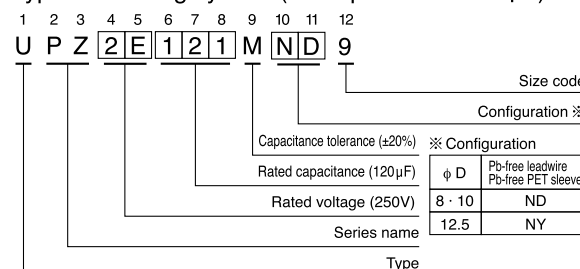 1 2 3 4 5 6 7 8 9 10 11 12
U P Z 2 E 1 2 1 M N D 9
Size code
Configuration ※
Capacitance tolerance (±20%)
Rated capacitance (120μF)
Rated voltage (250V)
Series name
Type
※ Configuration
ϕ D Pb-free leadwire
Pb-free PET sleeve
8 · 10 ND
12.5 NY